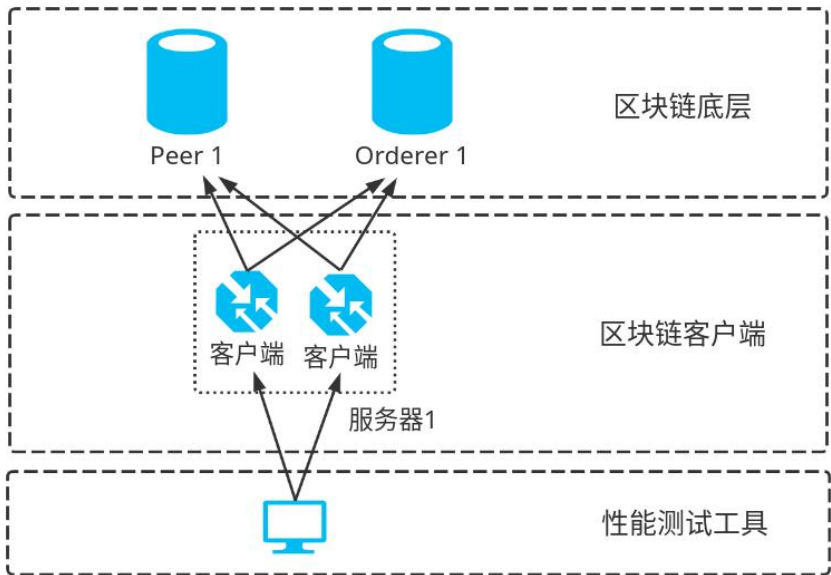 区块链底层
Peer 1
Orderer 1
客户端
客户端
区块链客户端
服务器1
性能测试工具